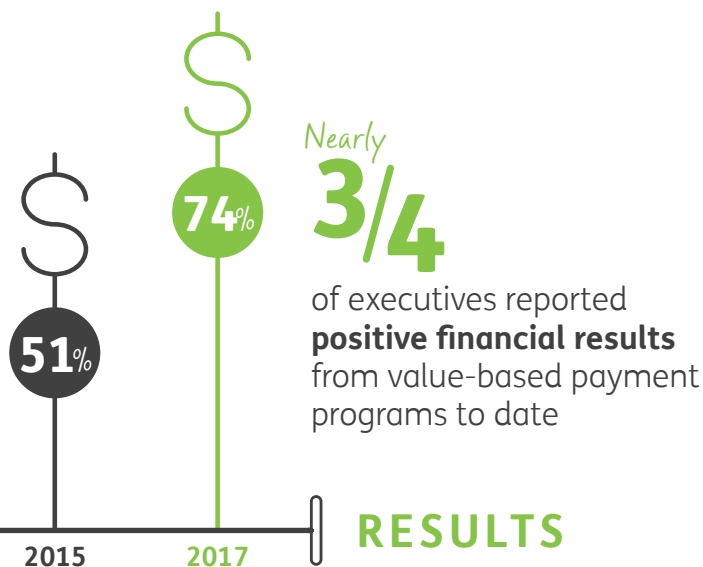 74%
51%
Nearly
3/4
of executives reported
positive financial results
from value-based payment
programs to date
2015
2017
RESULTS